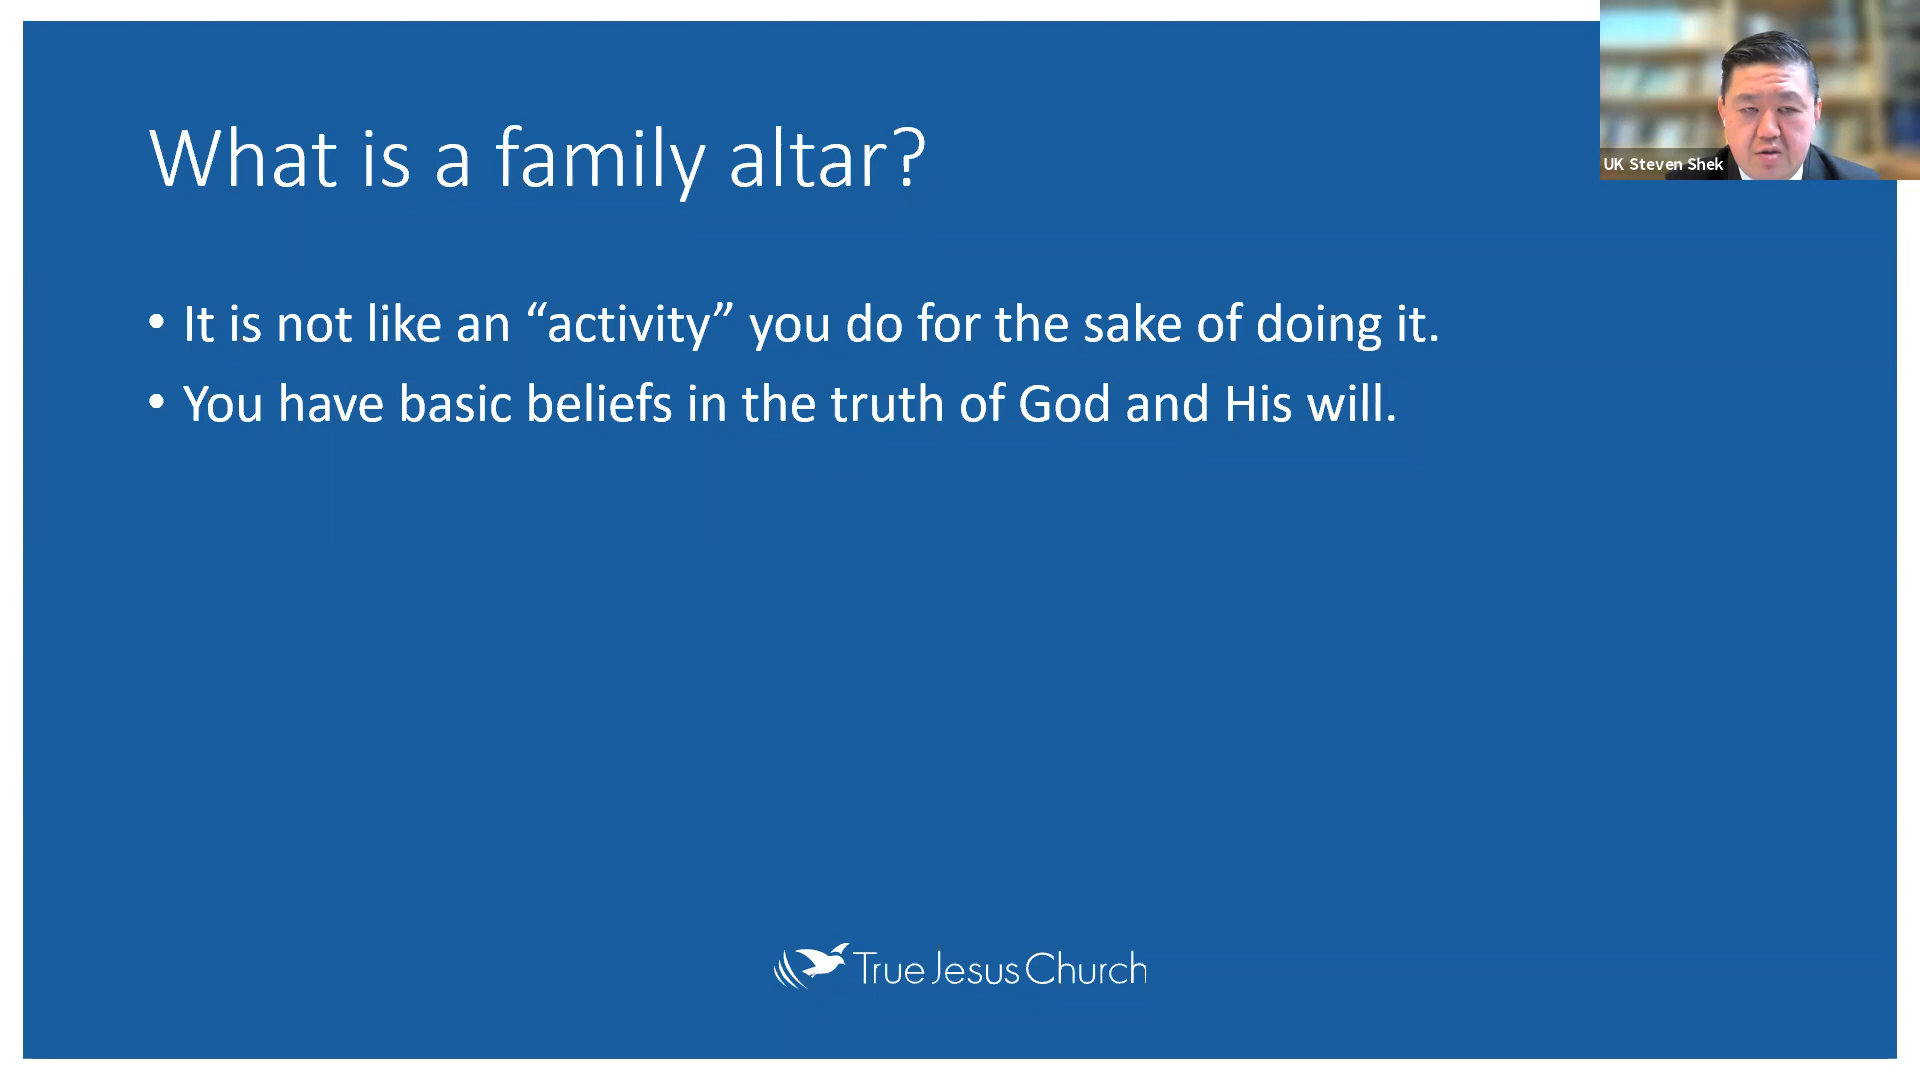 What is a family altar?
• It is not like an “activity” you do for the sake of doing it.
• You have basic beliefs in the truth of God and His will.
UK Steven Shek
True Jesus Church